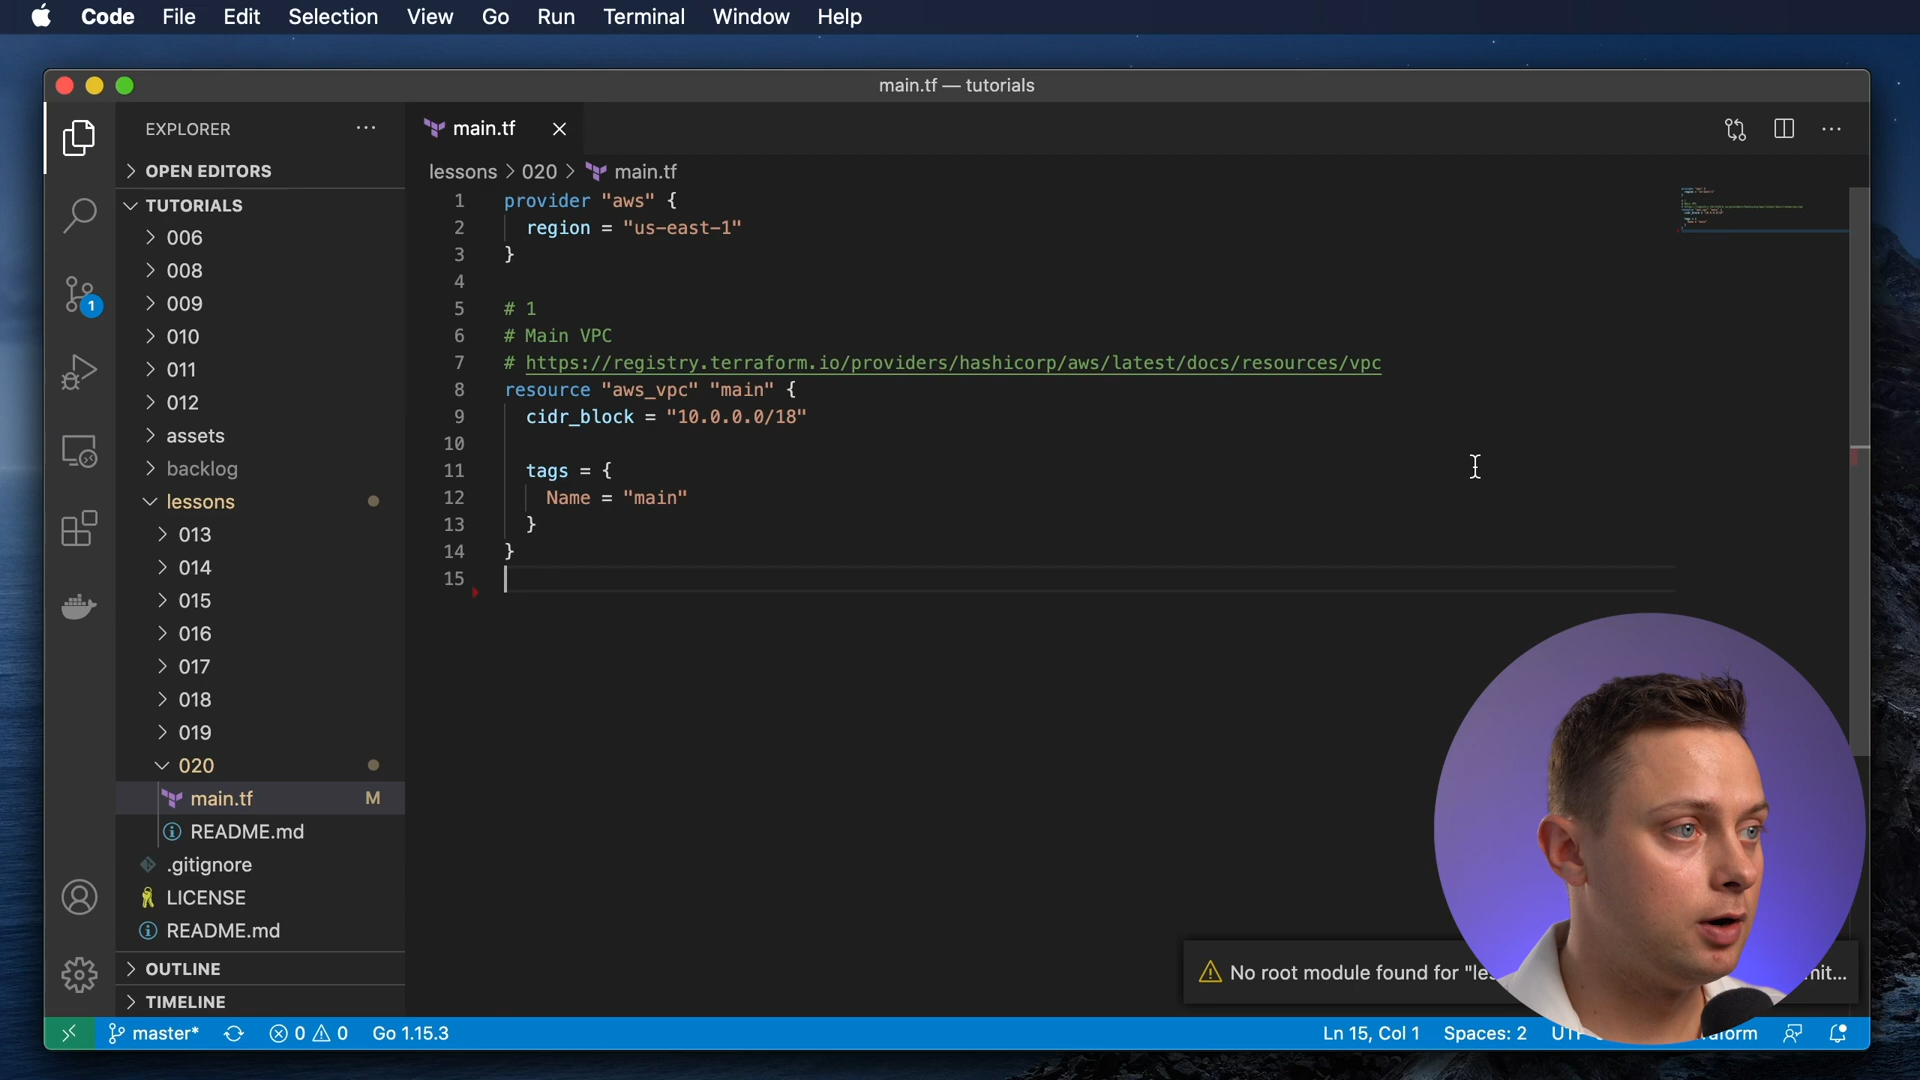 Code File Edit Selection View Go Run Terminal Window Help
main.tf — tutorials
EXPLORER
OPEN EDITORS
TUTORIALS
006
008
009
010
011
012
assets
backlog
lessons
013
014
015
016
017
018
019
020
main.tf M
README.md
.gitignore
LICENSE
README.md
OUTLINE
TIMELINE
1
main.tf
lessons > 020 > main.tf
1 provider "aws" {
2 region = "us-east-1"
3 }
4
5 # 1
6 # Main VPC
7 # https://registry.terraform.io/providers/hashicorp/aws/latest/docs/resources/vpc
8 resource "aws_vpc" "main" {
9 cidr_block = "10.0.0.0/18"
10
11 tags = {
12 Name = "main"
13 }
14 }
15
No root module found for "les
nit...
master* 0 0 Go 1.15.3 Ln 15, Col 1 Spaces: 2